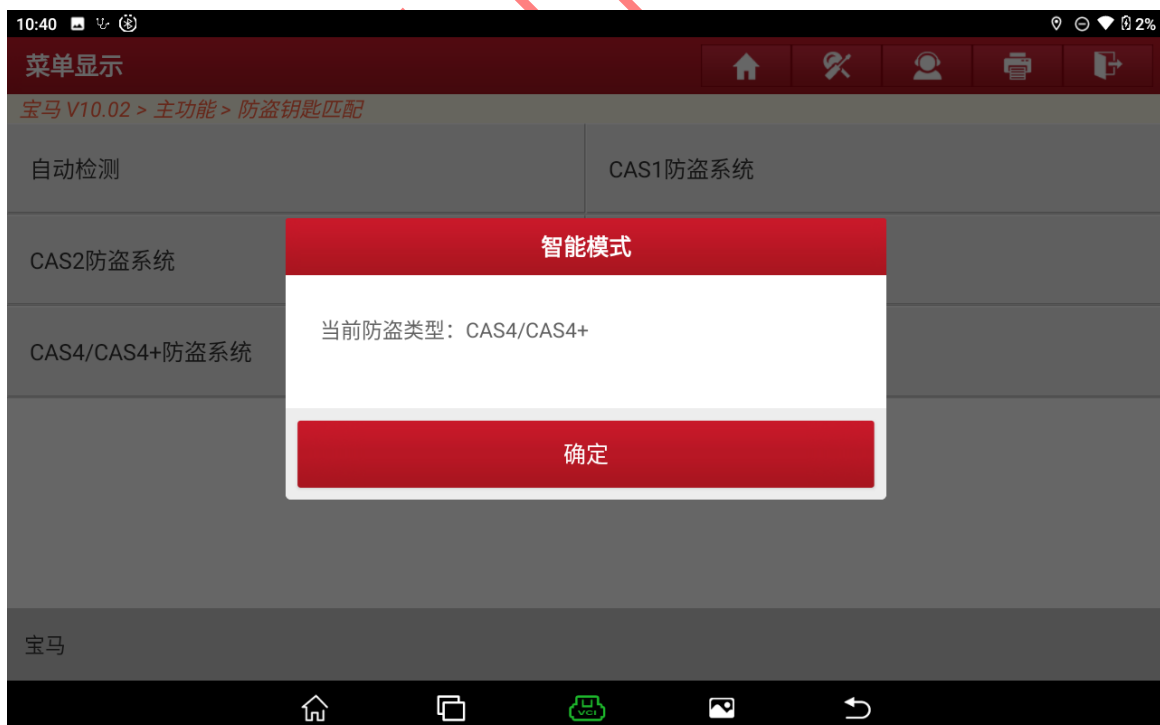 10:40
2%
菜单显示
宝马 V10.02 > 主功能 > 防盗钥匙匹配
自动检测
CAS1防盗系统
CAS2防盗系统
智能模式
当前防盗类型：CAS4/CAS4+
CAS4/CAS4+防盗系统
确定
宝马
VCI